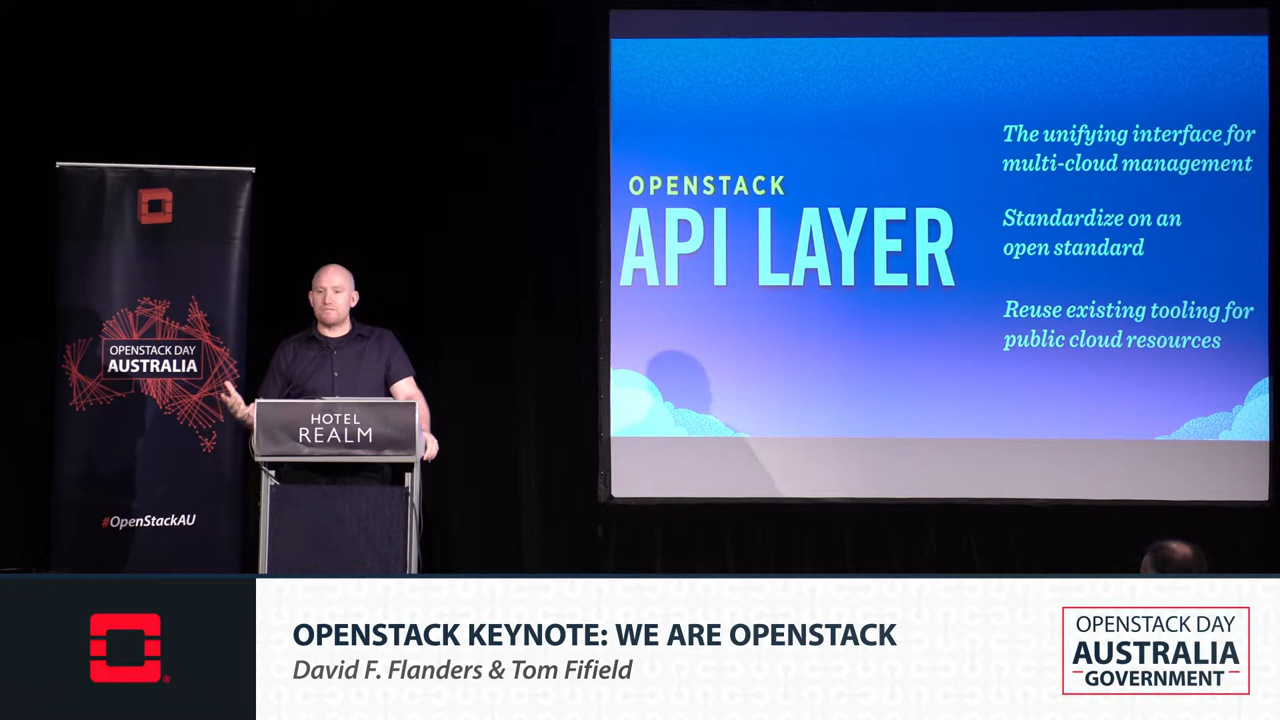 OPENSTACK DAY
AUSTRALIA
#OpenStackAU
HOTEL
REALM
OPENSTACK
API LAYER
The unifying interface for
multi-cloud management
Standardize on an
open standard
Reuse existing tooling for
public cloud resources
OPENSTACK KEYNOTE: WE ARE OPENSTACK
David F. Flanders & Tom Fifield
OPENSTACK DAY
AUSTRALIA
GOVERNMENT